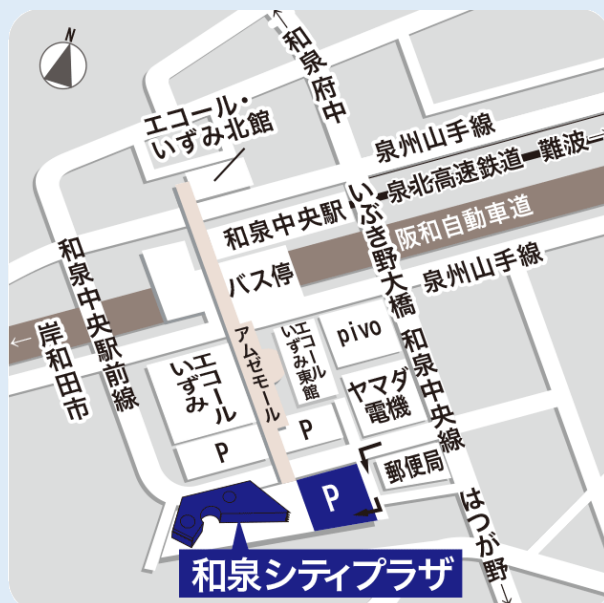 N
←和泉府中
エコール・
いずみ北館
泉州山手線
泉北高速鉄道
難波→
和泉中央駅
いぶき野大橋
阪和自動車道
バス停
泉州山手線
和泉中央駅前線
←
岸和田市
アムゼモール
エコール
いずみ
エコール
いずみ東館
pivo
ヤマダ
電機
和泉中央線
P
P
郵便局
P
はつが野→
和泉シティプラザ